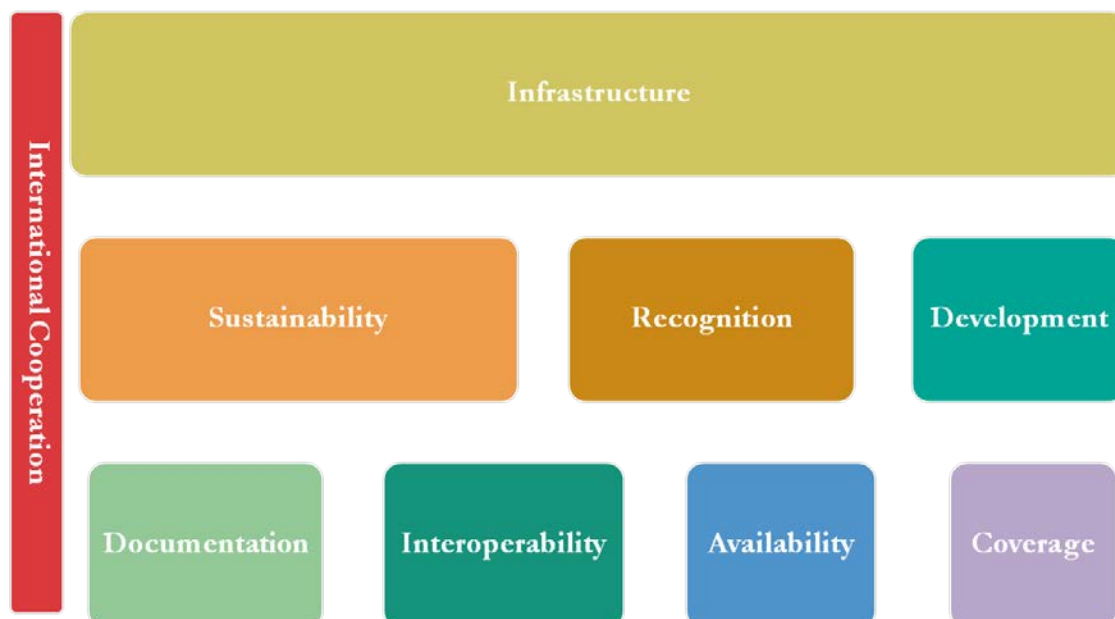 International Cooperation
Infrastructure
Sustainability
Recognition
Development
Documentation
Interoperability
Availability
Coverage